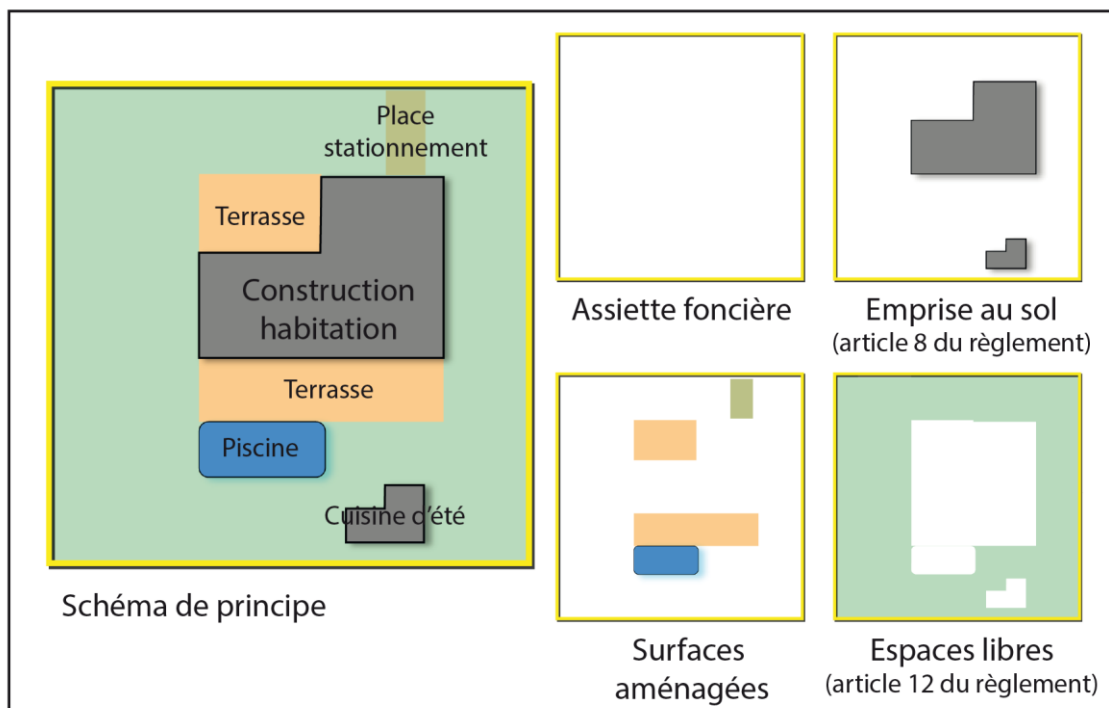 Place
stationnement
Terrasse
Construction
habitation
Terrasse
Piscine
Cuisine d'été
Schéma de principe
Assiette foncière
Emprise au sol
(article 8 du règlement)
Surfaces
aménagées
Espaces libres
(article 12 du règlement)